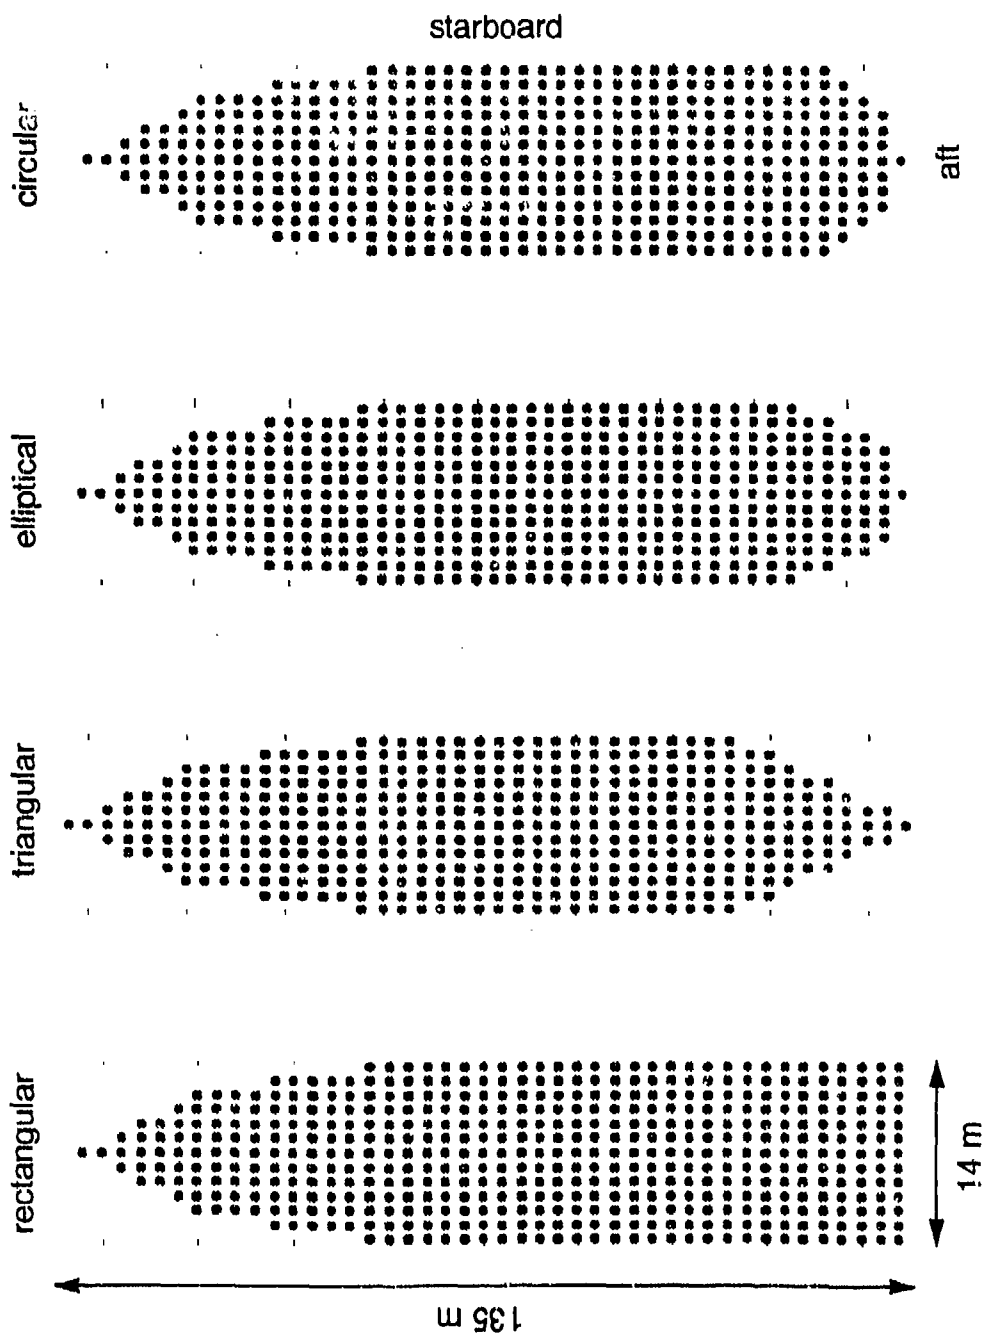 starboard
circular
aft
elliptical
triangular
rectangular
14 m
135 m